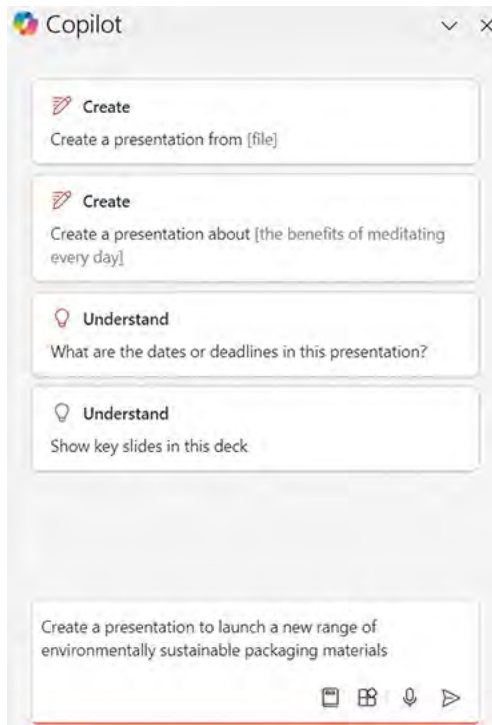 Copilot
Create
Create a presentation from [file]
Create
Create a presentation about [the benefits of meditating
every day]
Understand
What are the dates or deadlines in this presentation?
Understand
Show key slides in this deck
Create a presentation to launch a new range of
environmentally sustainable packaging materials